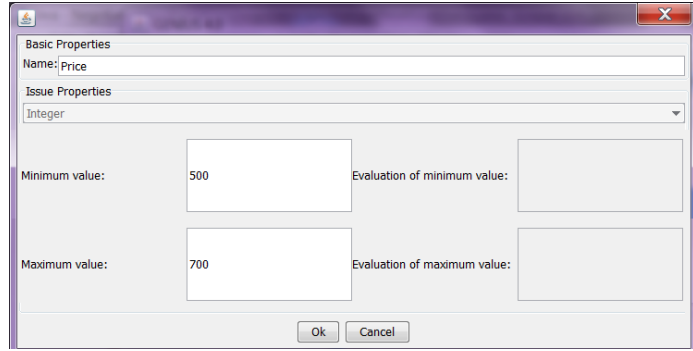 Basic Properties
Name: Price
Issue Properties
Integer
Minimum value: 500 Evaluation of minimum value:
Maximum value: 700 Evaluation of maximum value:
Ok Cancel